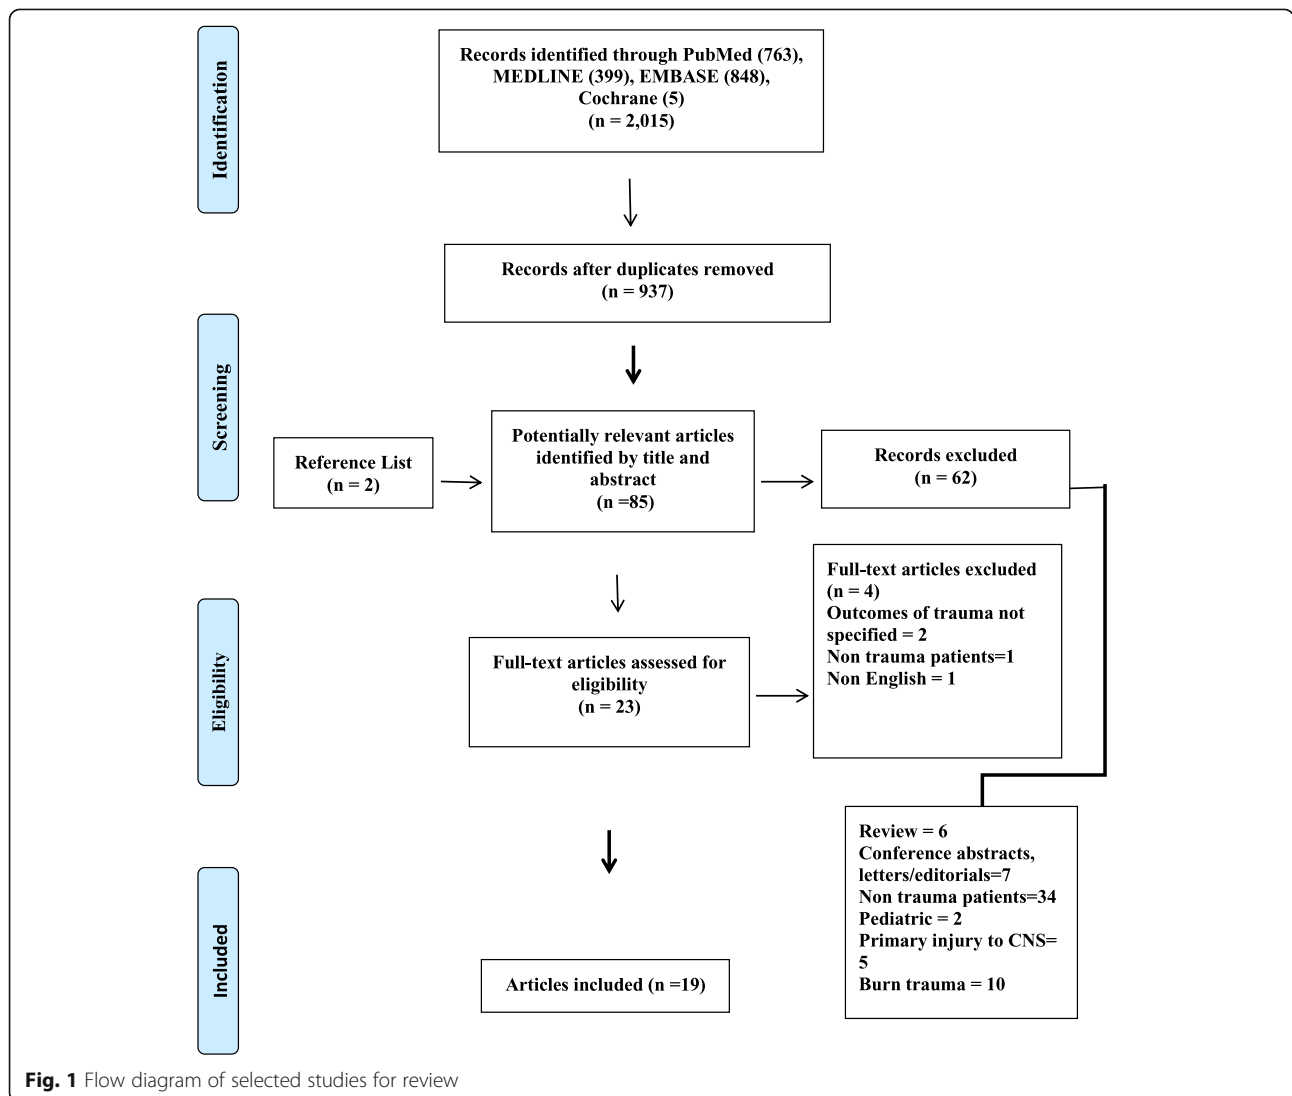 Identification
Records identified through PubMed (763),
MEDLINE (399), EMBASE (848),
Cochrane (5)
(n = 2,015)
Records after duplicates removed
(n = 937)
Screening
Reference List
(n = 2)
Potentially relevant articles
identified by title and
abstract
(n =85)
Records excluded
(n = 62)
Eligibility
Full-text articles assessed for
eligibility
(n = 23)
Full-text articles excluded
(n = 4)
Outcomes of trauma not
specified = 2
Non trauma patients=1
Non English = 1
Review = 6
Conference abstracts,
letters/editorials=7
Non trauma patients=34
Pediatric = 2
Primary injury to CNS=
5
Burn trauma = 10
Included
Articles included (n =19)
Fig. 1 Flow diagram of selected studies for review